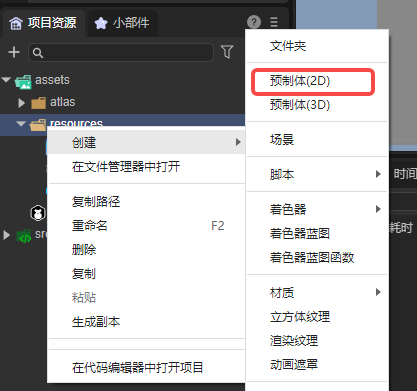 项目资源
小部件
assets
atlas
resources
创建
在文件管理器中打开
复制路径
重命名 F2
删除
复制
粘贴
生成副本
在代码编辑器中打开项目
文件夹
预制体(2D)
预制体(3D)
场景
脚本
着色器
着色器蓝图
着色器蓝图函数
材质
立方体纹理
渲染纹理
动画遮罩
时间
耗时